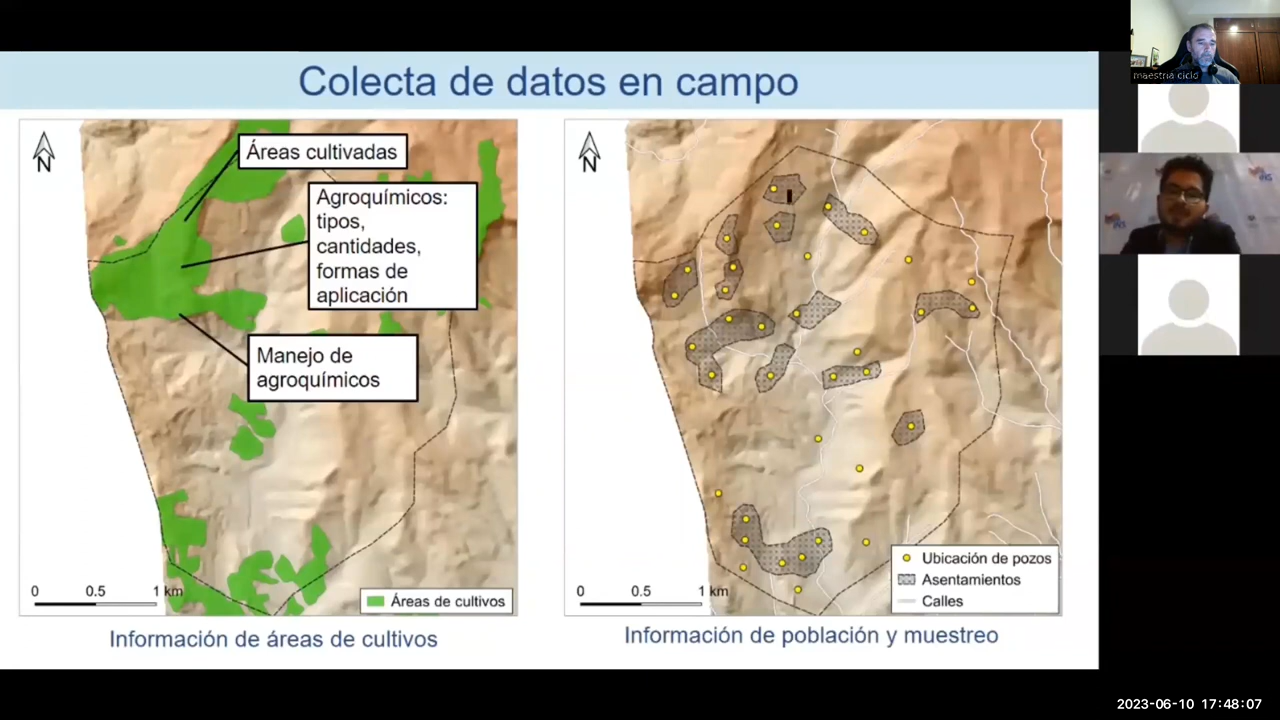 Colecta de datos en campo
N
Áreas cultivadas
Agroquímicos:
tipos,
cantidades,
formas de
aplicación
Manejo de
agroquímicos
0 0.5 1 km
Áreas de cultivos
Información de áreas de cultivos
N
0 0.5 1 km
Ubicación de pozos
Asentamientos
Calles
Información de población y muestreo
maestria ciclo
INS
2023-06-10 17:48:07